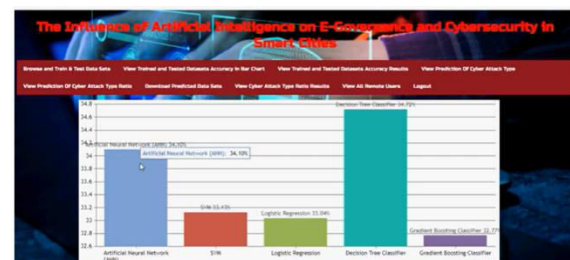 The Influence of Artificial Intelligence on E-Governance and Cybersecurity in
Smart Cities
Browse and Train & Test Data Sets View Trained and Tested Datasets Accuracy in Bar Chart View Trained and Tested Datasets Accuracy Results View Prediction Of Cyber Attack Type
View Prediction Of Cyber Attack Type Ratio Download Predicted Data Sets View Cyber Attack Type Ratio Results View All Remote Users Logout
34.8
Decision Tree Classifier 34.72%
34.6
34.4
34.2
Artificial Neural Network (ANN) 34.10%
Artificial Neural Network (ANN): 34.10%
34
33.8
33.6
33.4
33.2
SVM 33.13%
Logistic Regression 33.04%
33
Gradient Boosting Classifier 32.77%
32.8
32.6
Artificial Neural Network SVM Logistic Regression Decision Tree Classifier Gradient Boosting Classifier
(ANN)